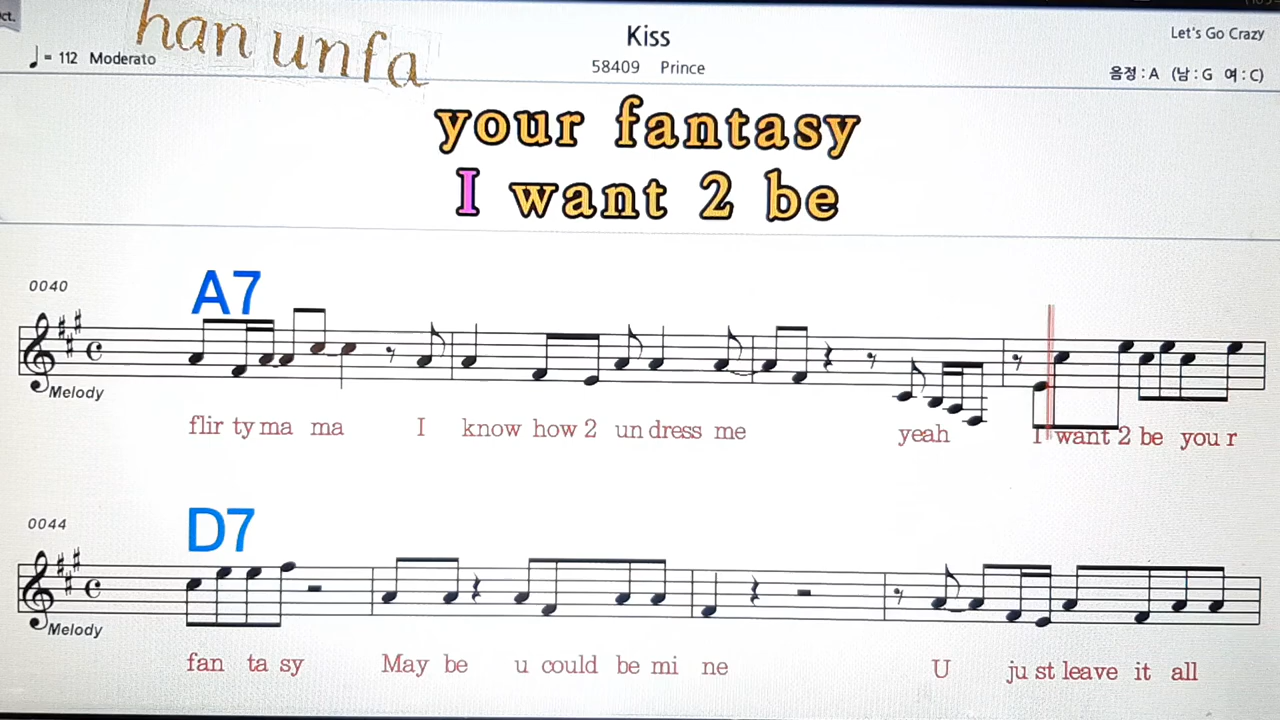 ct.
han unfa
Kiss
Let's Go Crazy
= 112 Moderato
58409 Prince
음정 : A (남 : G 여 : C)
your fantasy
I want 2 be
0040
A7
Melody
flir ty ma ma I know how 2 un dress me yeah I want 2 be you r
0044
D7
Melody
fan ta sy May be u could be mi ne U ju st leave it all